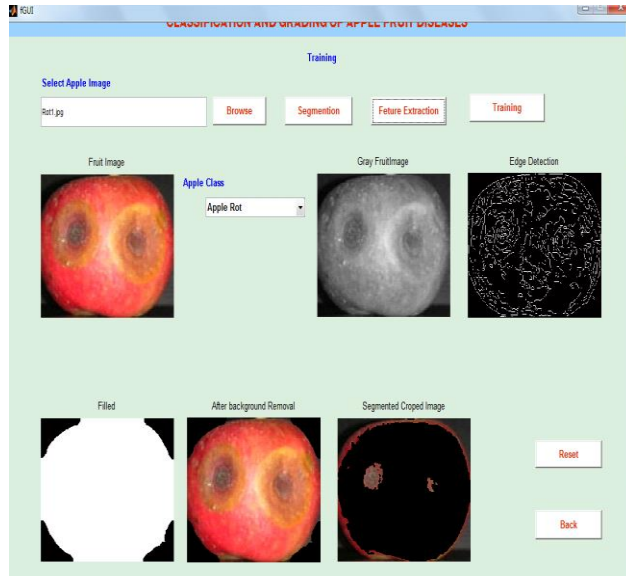 fGUI
CLASSIFICATION AND GRADING OF APPLE FRUIT DISEASES
Training
Select Apple Image
Rot1.jpg
Browse
Segmention
Feture Extraction
Training
Fruit Image
Apple Class
Apple Rot
Gray FruitImage
Edge Detection
Filled
After background Removal
Segmented Croped Image
Reset
Back